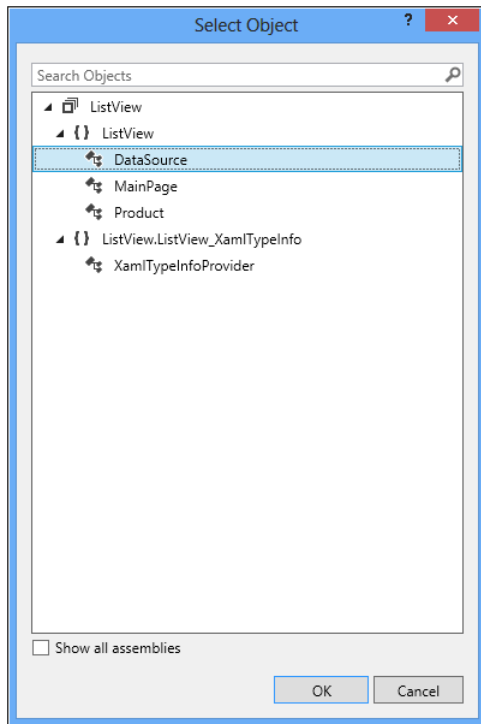 Select Object
?
Search Objects
ListView
{ } ListView
DataSource
MainPage
Product
{ } ListView.ListView_XamlTypeInfo
XamlTypeInfoProvider
Show all assemblies
OK Cancel